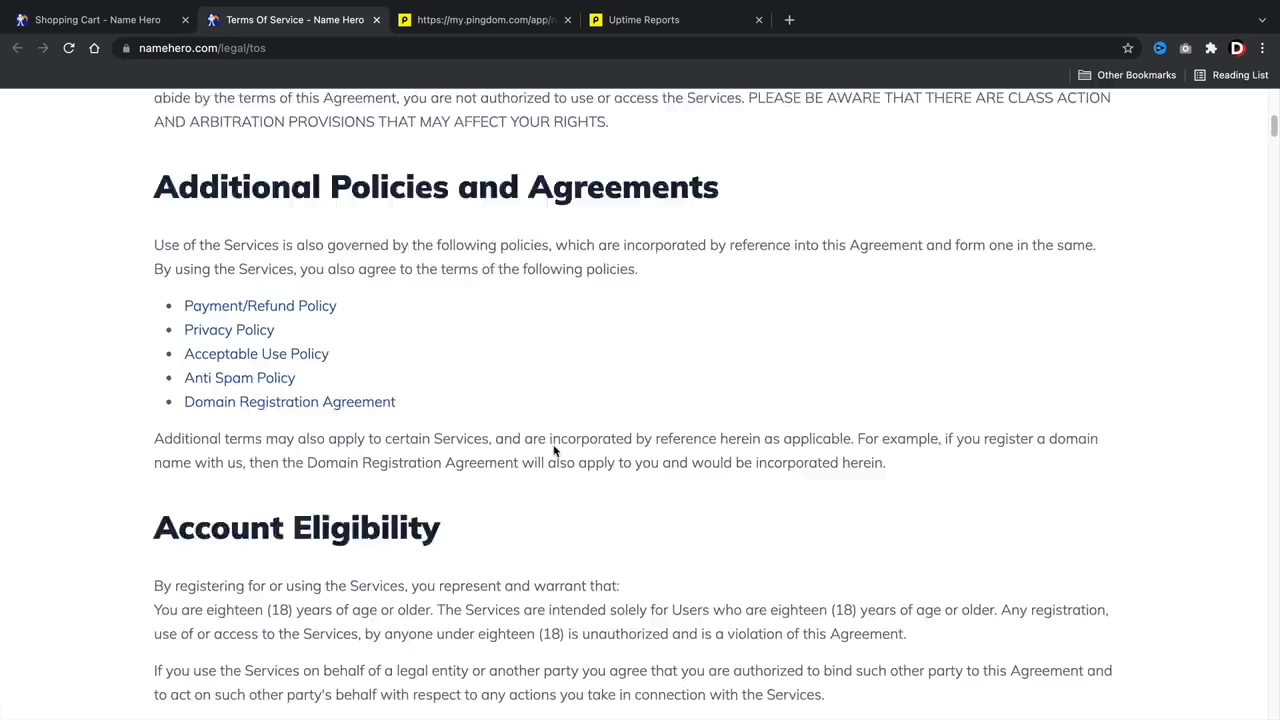 Shopping Cart - Name Hero
Terms Of Service - Name Hero
https://my.pingdom.com/app/
Uptime Reports
namehero.com/legal/tos
D
Other Bookmarks
Reading List
abide by the terms of this Agreement, you are not authorized to use or access the Services. PLEASE BE AWARE THAT THERE ARE CLASS ACTION
AND ARBITRATION PROVISIONS THAT MAY AFFECT YOUR RIGHTS.
Additional Policies and Agreements
Use of the Services is also governed by the following policies, which are incorporated by reference into this Agreement and form one in the same.
By using the Services, you also agree to the terms of the following policies.
• Payment/Refund Policy
• Privacy Policy
• Acceptable Use Policy
• Anti Spam Policy
• Domain Registration Agreement
Additional terms may also apply to certain Services, and are incorporated by reference herein as applicable. For example, if you register a domain
name with us, then the Domain Registration Agreement will also apply to you and would be incorporated herein.
Account Eligibility
By registering for or using the Services, you represent and warrant that:
You are eighteen (18) years of age or older. The Services are intended solely for Users who are eighteen (18) years of age or older. Any registration,
use of or access to the Services, by anyone under eighteen (18) is unauthorized and is a violation of this Agreement.
If you use the Services on behalf of a legal entity or another party you agree that you are authorized to bind such other party to this Agreement and
to act on such other party's behalf with respect to any actions you take in connection with the Services.